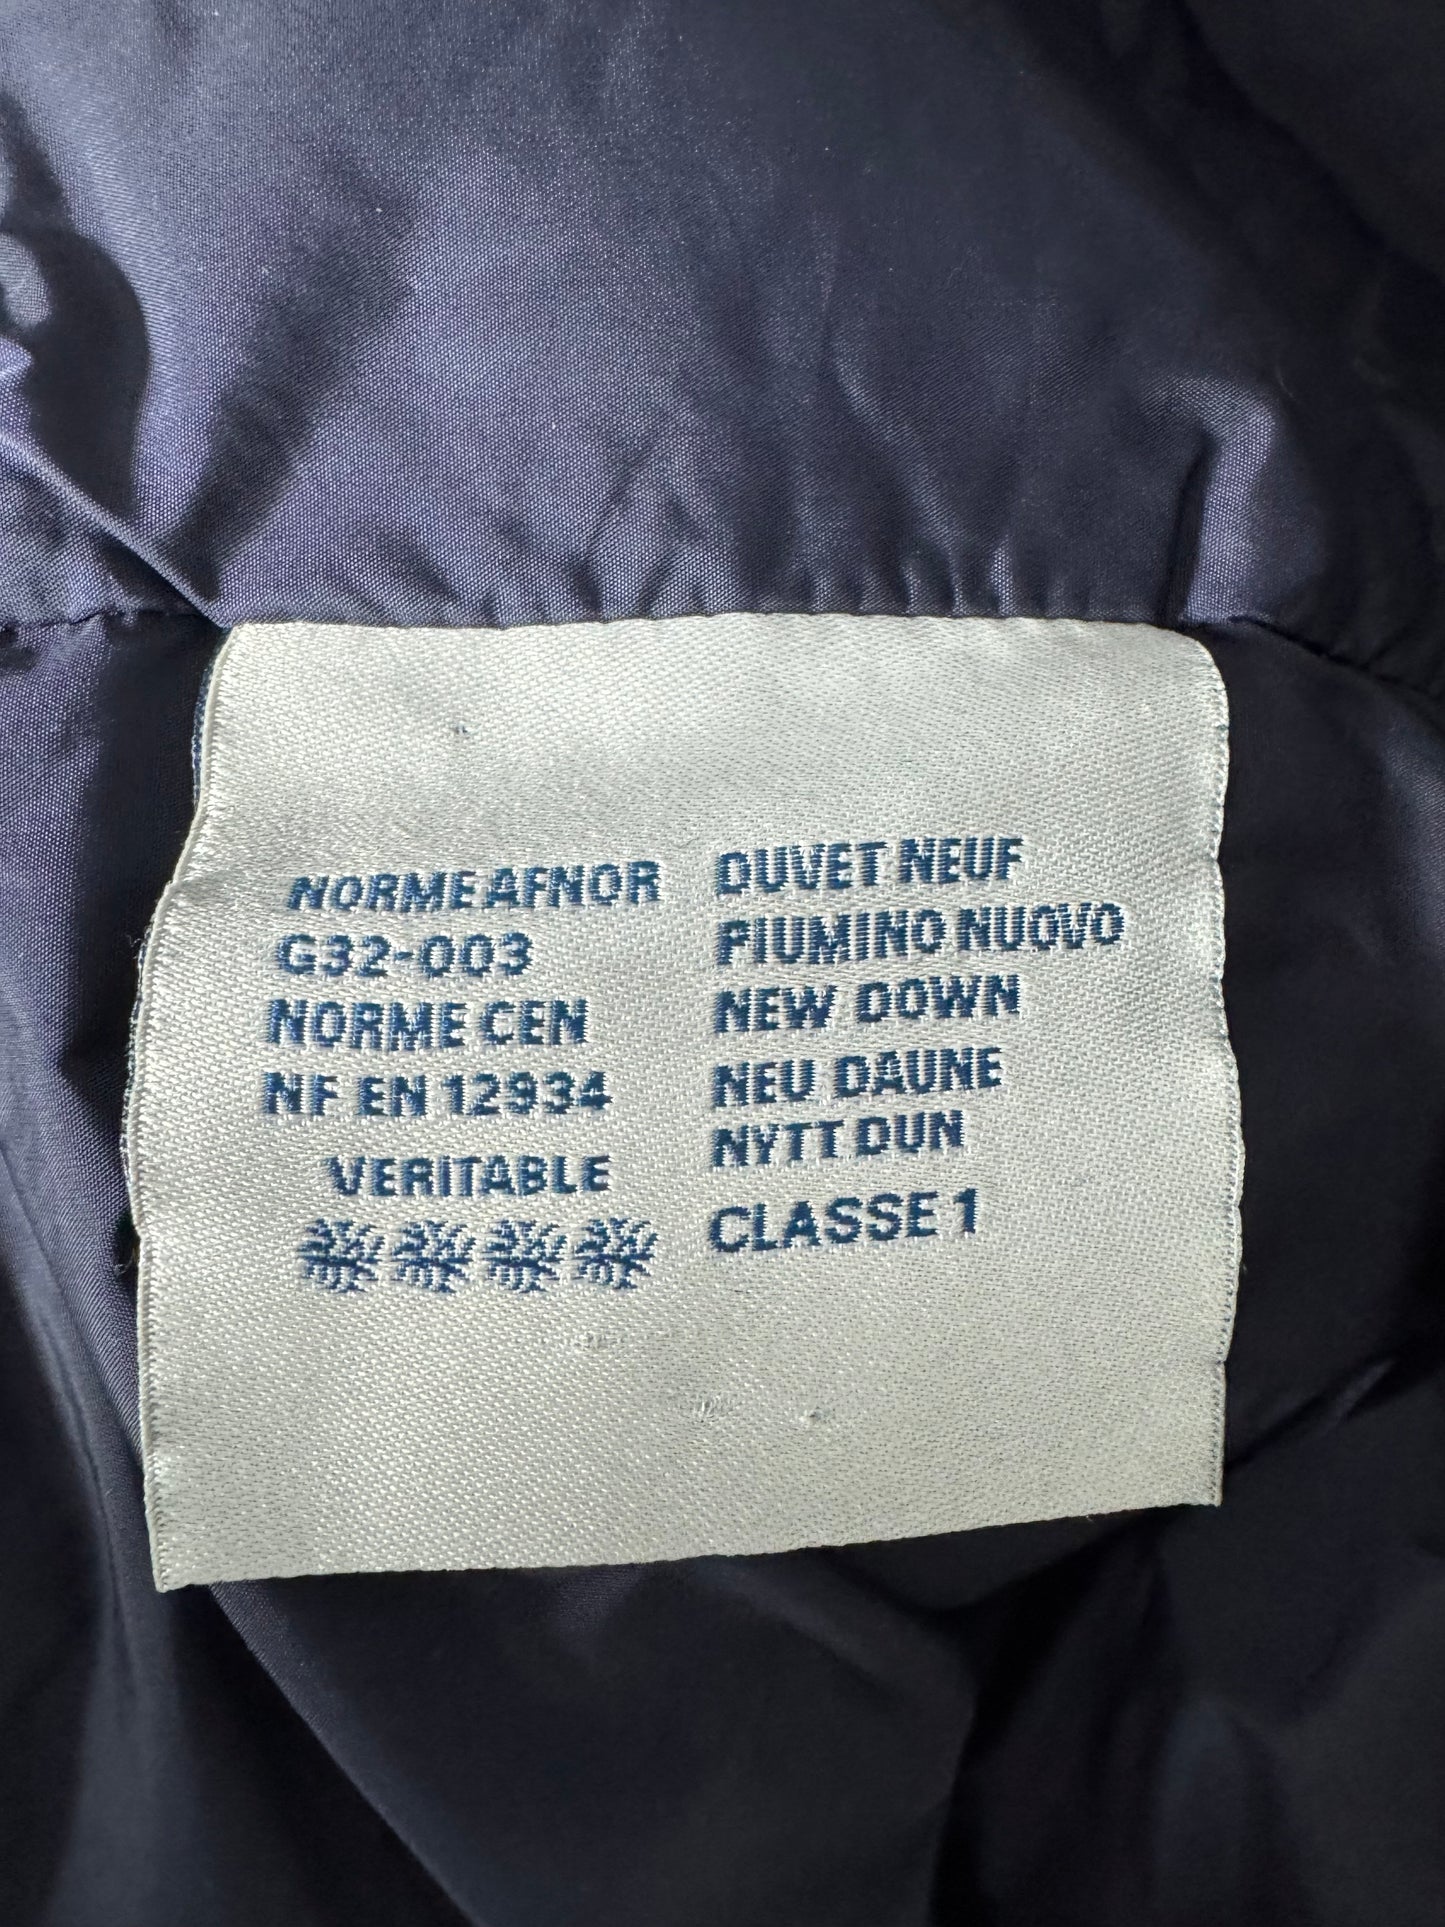 NORME AFNOR
G32-003
NORME CEN
NF EN 12934
VERITABLE
DUVET NEUF
PIUMINO NUOVO
NEW DOWN
NEU DAUNE
NYTT DUN
CLASSE 1